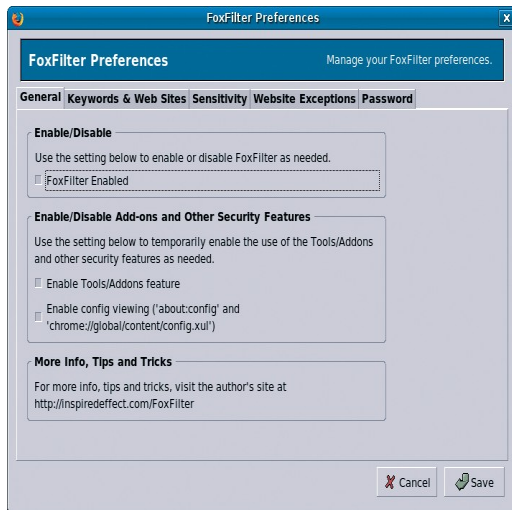 FoxFilter Preferences
X
FoxFilter Preferences
Manage your FoxFilter preferences.
General Keywords & Web Sites Sensitivity Website Exceptions Password
Enable/Disable
Use the setting below to enable or disable FoxFilter as needed.
FoxFilter Enabled
Enable/Disable Add-ons and Other Security Features
Use the setting below to temporarily enable the use of the Tools/Addons
and other security features as needed.
Enable Tools/Addons feature
Enable config viewing ('about:config' and
'chrome://global/content/config.xul')
More Info, Tips and Tricks
For more info, tips and tricks, visit the author's site at
http://inspiredeffect.com/FoxFilter
Cancel Save